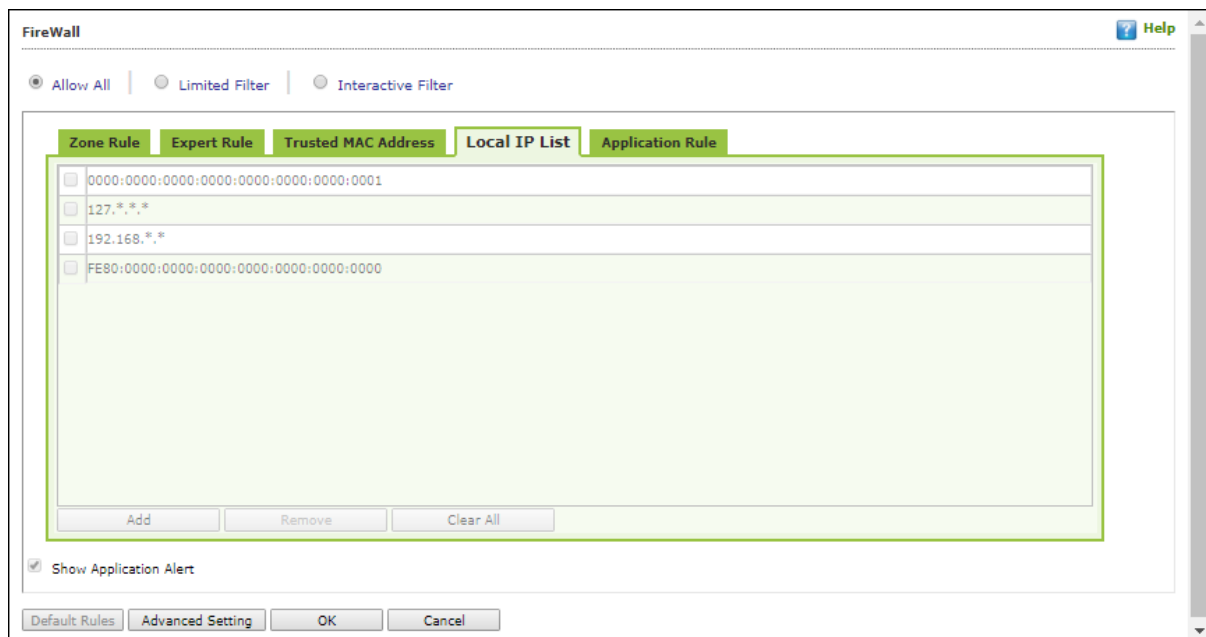 FireWall
? Help
Allow All Limited Filter Interactive Filter
Zone Rule Expert Rule Trusted MAC Address Local IP List Application Rule
0000:0000:0000:0000:0000:0000:0000:0001
127.*.*.*
192.168.*.*
FE80:0000:0000:0000:0000:0000:0000:0000
Add Remove Clear All
Show Application Alert
Default Rules Advanced Setting OK Cancel